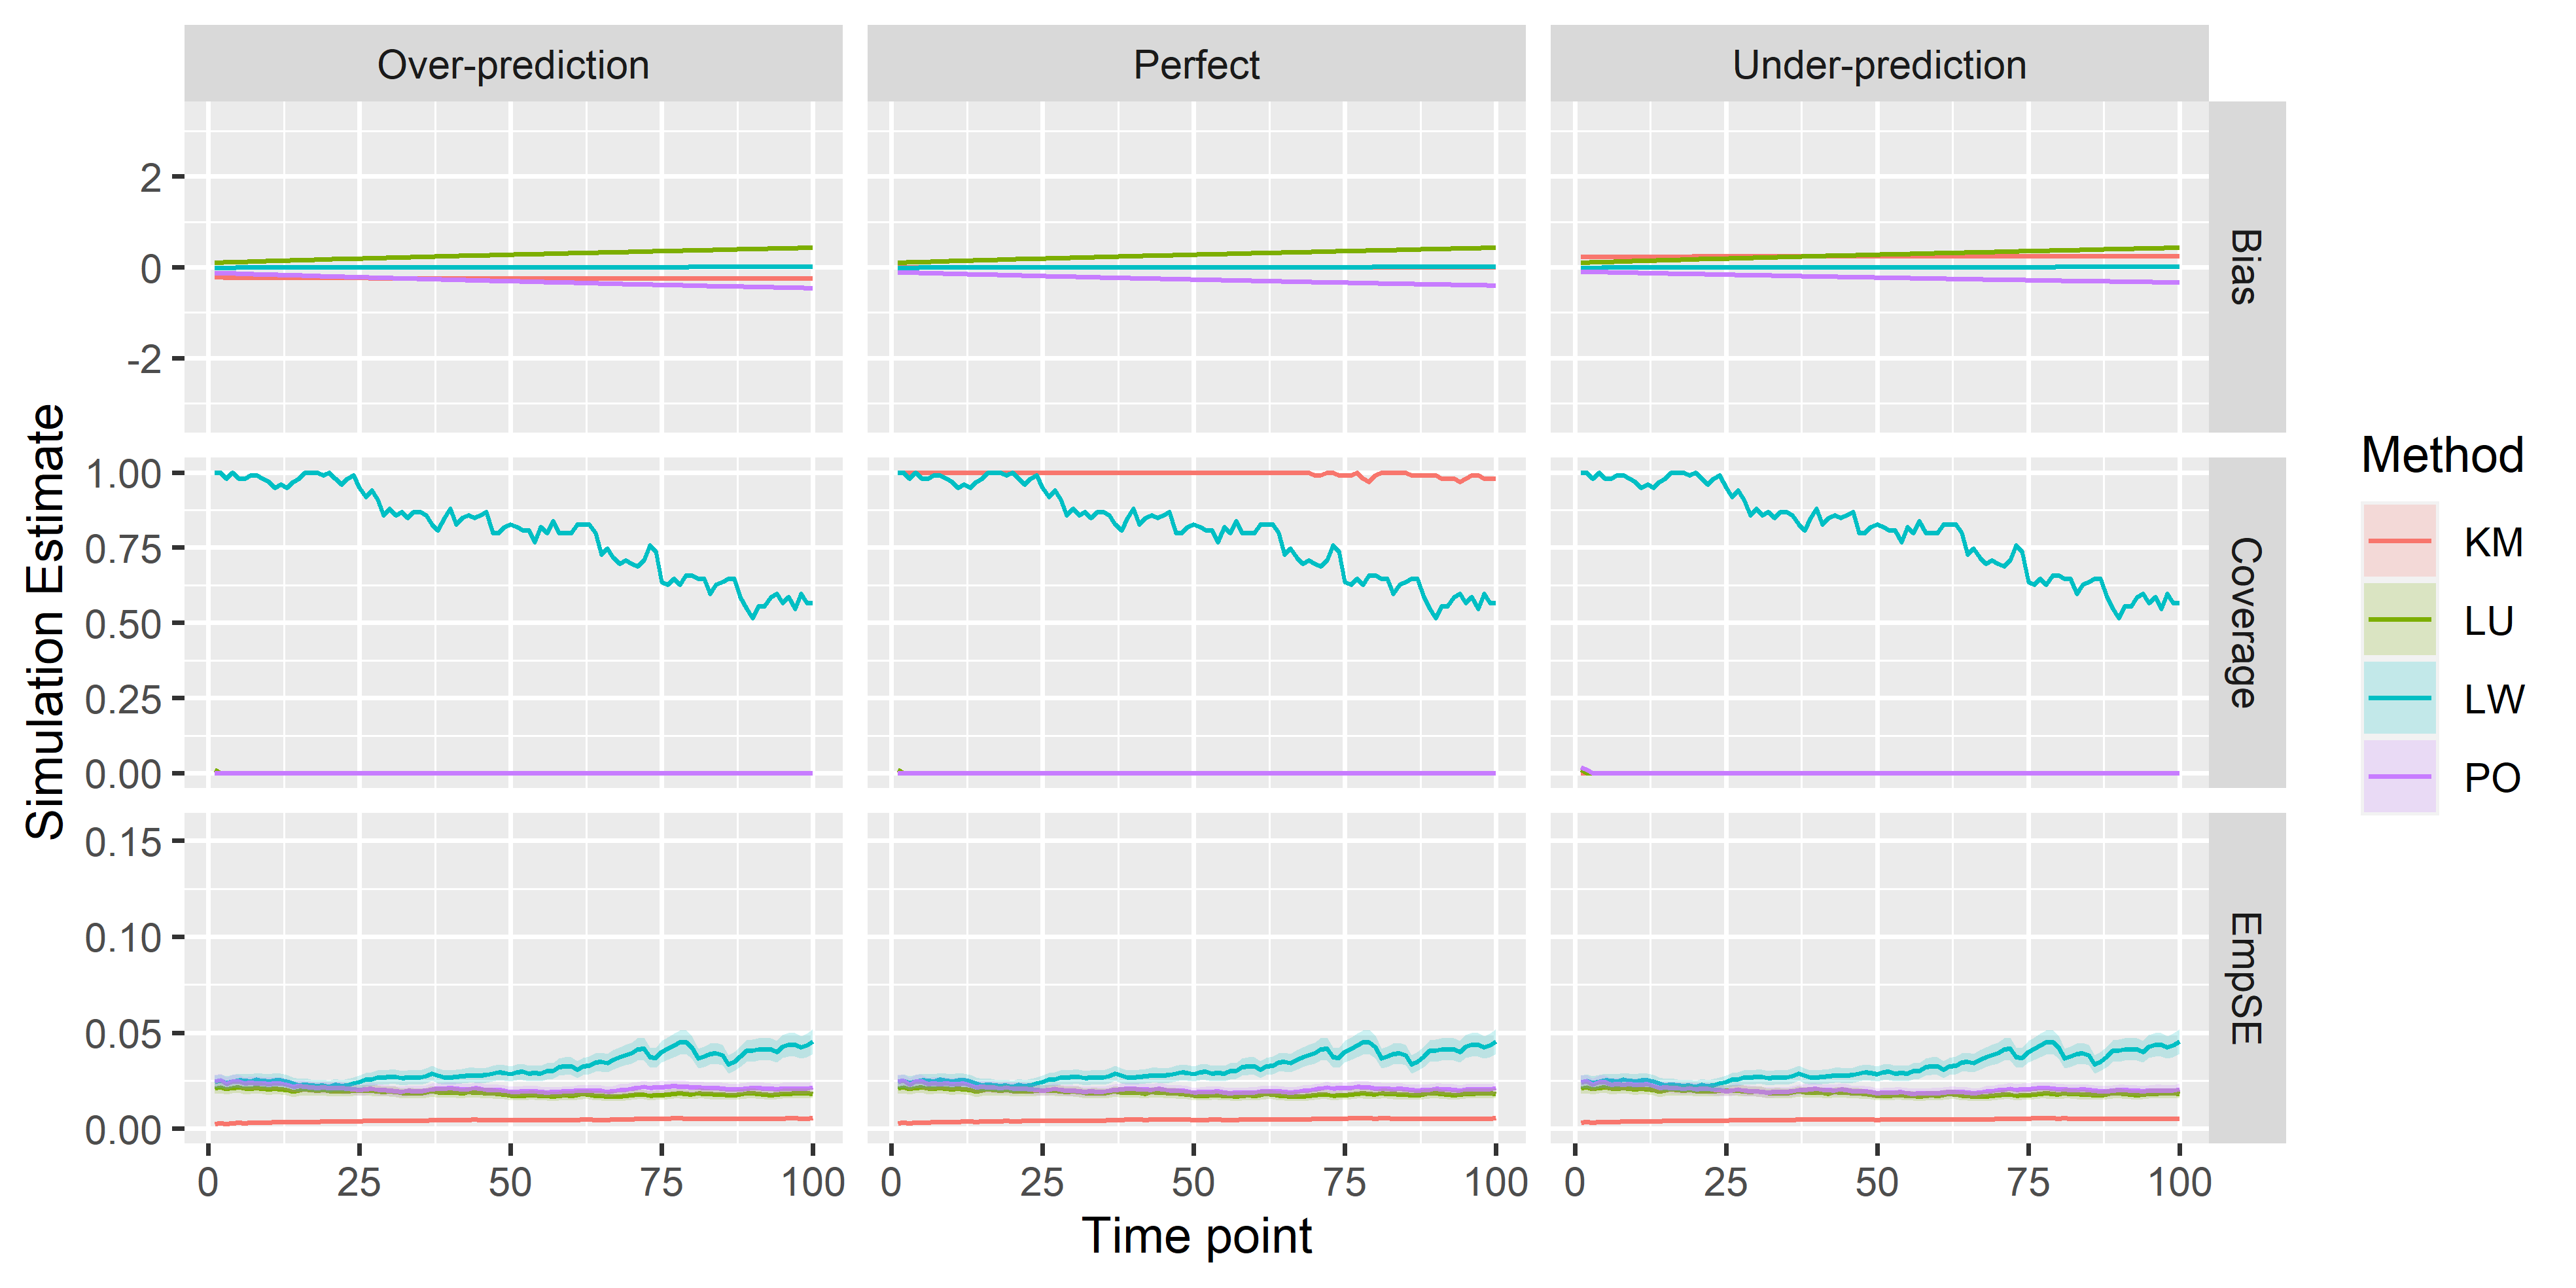 Over-prediction
Perfect
Under-prediction
2
0
-2
Bias
1.00
0.75
0.50
0.25
0.00
Coverage
0.15
0.10
0.05
0.00
EmpSE
0 25 50 75 100
0 25 50 75 100
0 25 50 75 100
Time point
Simulation Estimate
Method
KM
LU
LW
PO